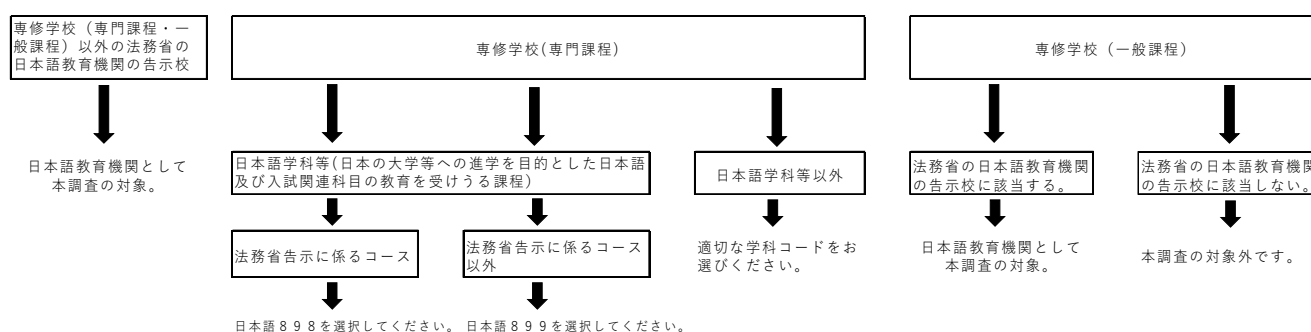 専修学校（専門課程・一
般課程）以外の法務省の
日本語教育機関の告示校
専修学校(専門課程)
専修学校（一般課程）
日本語教育機関として
本調査の対象。
日本語学科等(日本の大学等への進学を目的とした日本語
及び入試関連科目の教育を受けうる課程)
日本語学科等以外
法務省の日本語教育機関
の告示校に該当する。
法務省の日本語教育機関
の告示校に該当しない。
法務省告示に係るコース
法務省告示に係るコース
以外
適切な学科コードをお
選びください。
日本語教育機関として
本調査の対象。
本調査の対象外です。
日本語８９８を選択してください。
日本語８９９を選択してください。